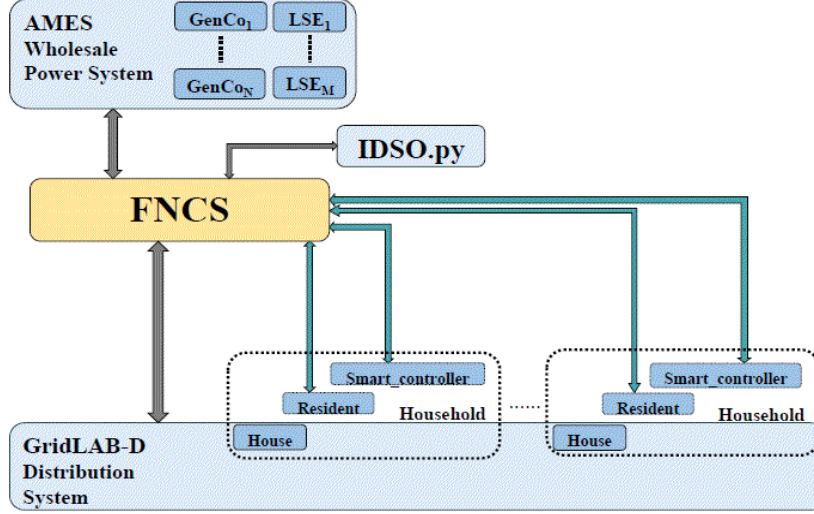 AMES
Wholesale
Power System
GenCo1
LSE1
GenCoN
LSEM
IDSO.py
FNCS
Smart_controller
Resident
Household
House
......
Smart_controller
Resident
Household
House
GridLAB-D
Distribution
System